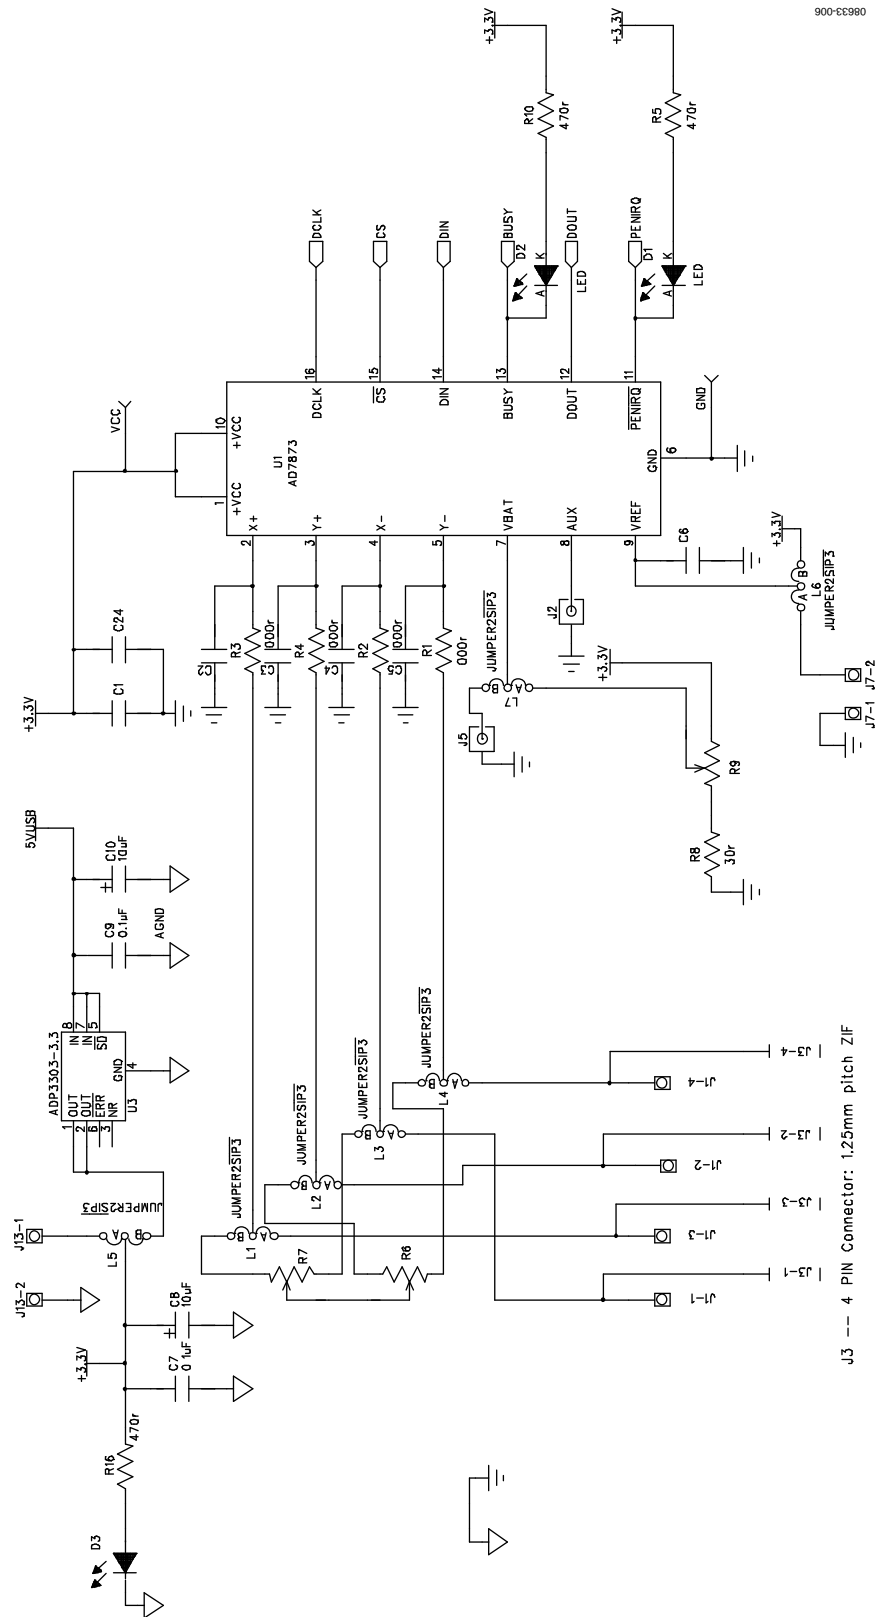 08633-006
+3.3V
+3.3V
R10
470r
R5
470r
DCLK
CS
DIN
BUSY
DOUT
PENIRQ
D2
A
K
LED
D1
A
K
LED
VCC
16
15
14
13
12
11
DCLK
CS
DIN
BUSY
DOUT
PENIRQ
10
+VCC
1
+VCC
U1
AD7873
GND
6
GND
X+
Y+
X-
Y-
VBAT
AUX
VREF
2
3
4
5
7
8
9
C6
+3.3V
A
B
L6
JUMPER2SIP3
J7-2
J7-1
+3.3V
C1
C24
C2
R3
000r
C3
R4
000r
C4
R2
000r
C5
R1
000r
J2
JUMPER2SIP3
B
A
L7
J5
+3.3V
R9
R8
30r
5VUSB
C10
10uF
C9
0.1uF
AGND
ADP3303-3.3
8
IN
7
IN
5
SD
GND
4
1
OUT
2
OUT
6
ERR
3
NR
U3
JUMPER2SIP3
A
B
L5
J13-1
J13-2
C8
10uF
C7
0.1uF
+3.3V
R16
470r
D3
JUMPER2SIP3
B
A
L1
JUMPER2SIP3
B
A
L2
JUMPER2SIP3
B
A
L3
JUMPER2SIP3
B
A
L4
R7
R6
J1-4
J1-2
J1-3
J1-1
J3-4
J3-2
J3-3
J3-1
J3 -- 4 PIN Connector: 1.25mm pitch ZIF